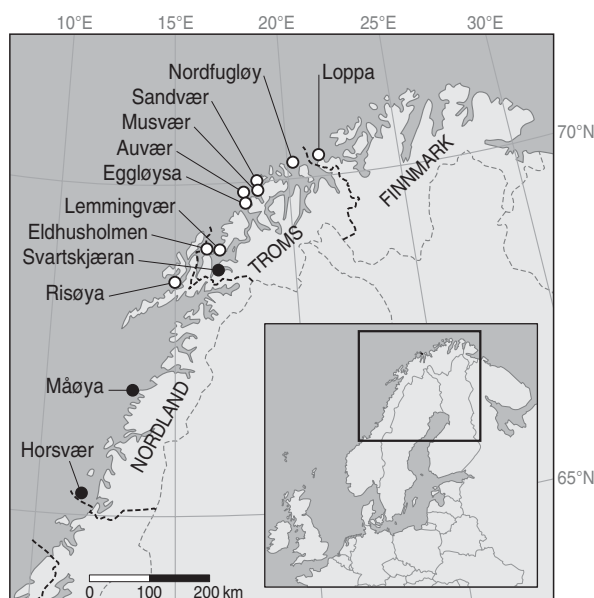 10°E 15°E 20°E 25°E 30°E
Nordfugløy Loppa
Sandvær
Musvær
Auvær
Eggløysa
Lemmingvær
Eldhusholmen
Svartskjæran
Risøya
Måøya
Horsvær
70°N
65°N
FINNMARK
TROMS
NORDLAND
0 100 200 km